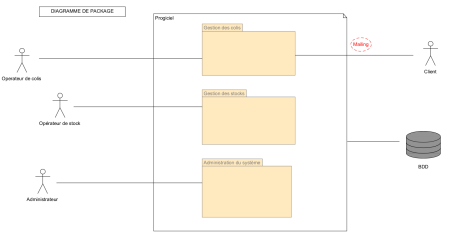 DIAGRAMME DE PACKAGE
Progiciel
Gestion des colis
Mailing
Operateur de colis
Client
Gestion des stocks
Opérateur de stock
BDD
Administration du système
Administrateur